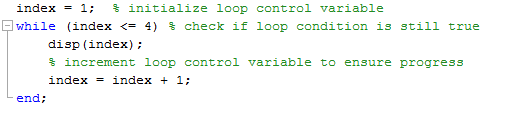 index = 1;  % initialize loop control variable
while (index <= 4) % check if loop condition is still true
    disp(index);
    % increment loop control variable to ensure progress
    index = index + 1;
end;